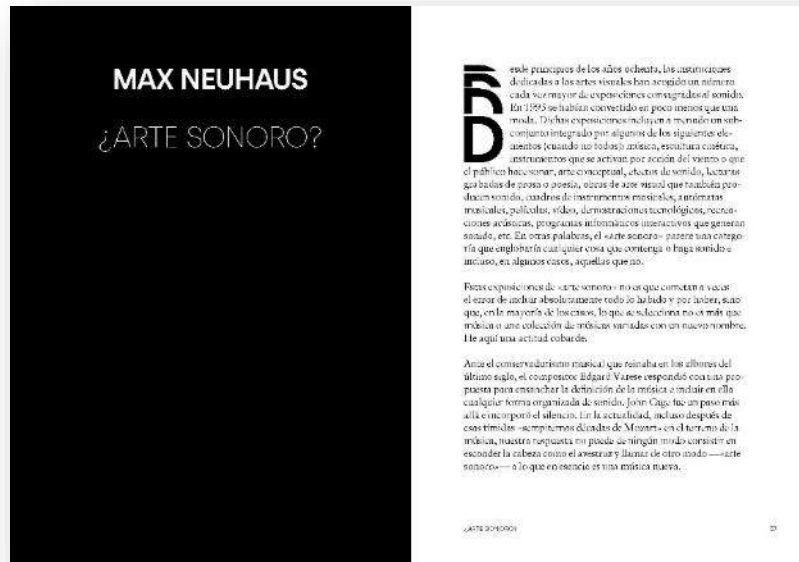 MAX NEUHAUS
¿ARTE SONORO?
Desde principios de los años ochenta, las instituciones
dedicadas a las artes visuales han acogido un número
cada vez mayor de exposiciones consagradas al sonido.
En 1995 se habían convertido en poco menos que una
moda. Dichas exposiciones incluyen a menudo un sub-
conjunto integrado por algunos de los siguientes ele-
mentos (cuando no todos): música, escultura cinética,
instrumentos que se activan por acción del viento o que
el público hace sonar, arte conceptual, efectos de sonido, lecturas
grabadas de prosa o poesía, obras de arte visual que también pro-
ducen sonido, cuadros de instrumentos musicales, autómatas
musicales, películas, vídeo, demostraciones tecnológicas, recrea-
ciones acústicas, programas informáticos interactivos que generan
sonido, etc. En otras palabras, el «arte sonoro» parece una catego-
ría que englobaría cualquier cosa que contenga o haga sonido e
incluso, en algunos casos, aquellas que no.
Estas exposiciones de «arte sonoro» no es que cometan a veces
el error de incluir absolutamente todo lo habido y por haber, sino
que, en la mayoría de los casos, lo que se selecciona no es más que
música o una colección de músicas variadas con un nuevo nombre.
He aquí una actitud cobarde.
Ante el conservadurismo musical que reinaba en los albores del
último siglo, el compositor Edgard Varese respondió con una pro-
puesta para ensanchar la definición de la música e incluir en ella
cualquier forma organizada de sonido. John Cage fue un paso más
allá e incorporó el silencio. En la actualidad, incluso después de
esas tímidas «sempiternas décadas de Mozart» en el terreno de la
música, nuestra respuesta no puede de ningún modo consistir en
esconder la cabeza como el avestruz y llamar de otro modo —«arte
sonoro»— a lo que en esencia es una música nueva.
¿ARTE SONORO?